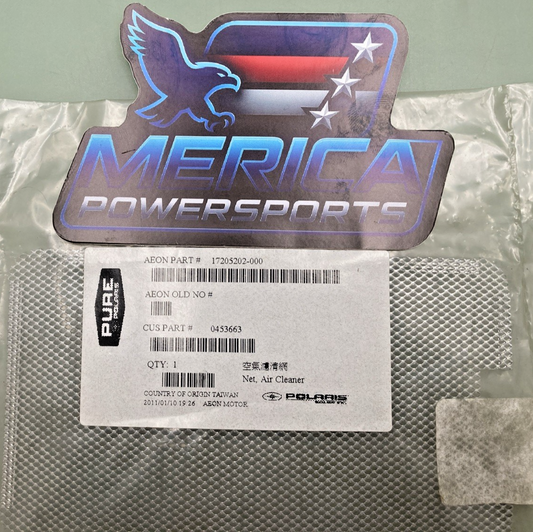 MERICA
POWERSPORTS
PURE
POLARIS
AEON PART # 17205202-000
AEON OLD NO #
CUS.PART # 0453663
QTY: 1 空氣濾清網
Net, Air Cleaner
COUNTRY OF ORIGIN TAIWAN
2011/01/10 19:26 AEON MOTOR
POLARIS